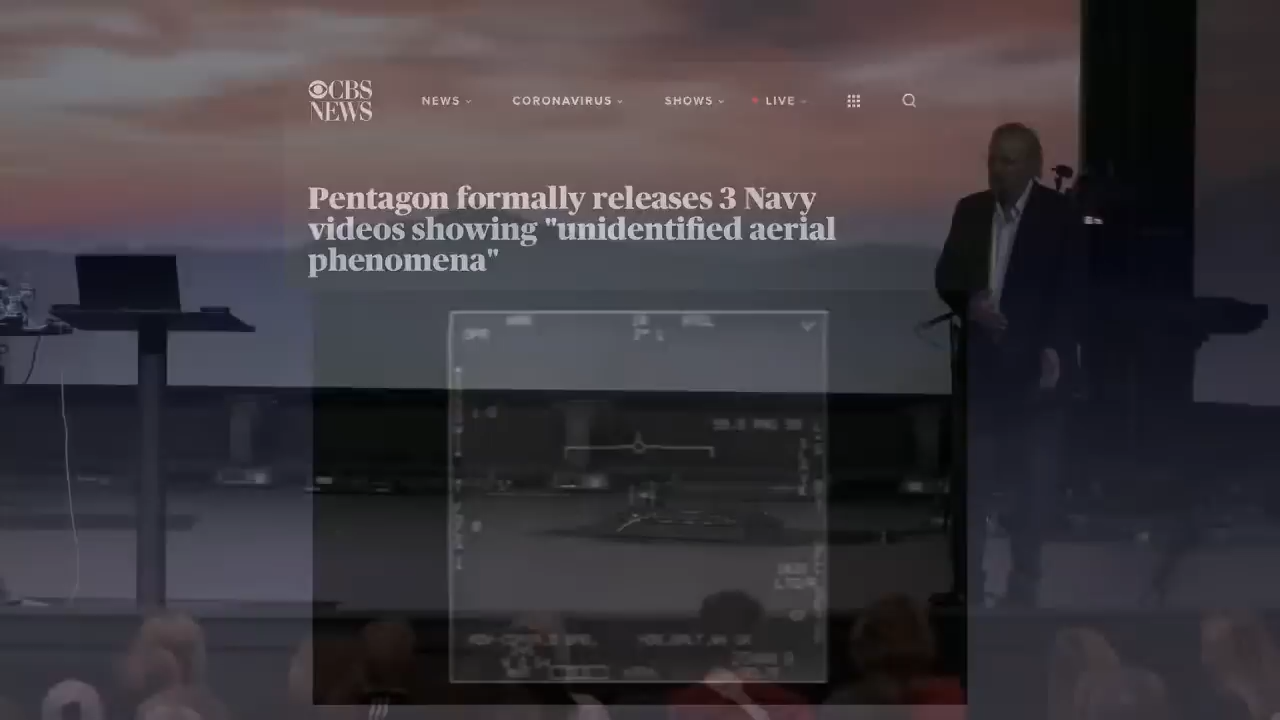 CBS
NEWS
NEWS CORONAVIRUS SHOWS LIVE
Pentagon formally releases 3 Navy
videos showing "unidentified aerial
phenomena"